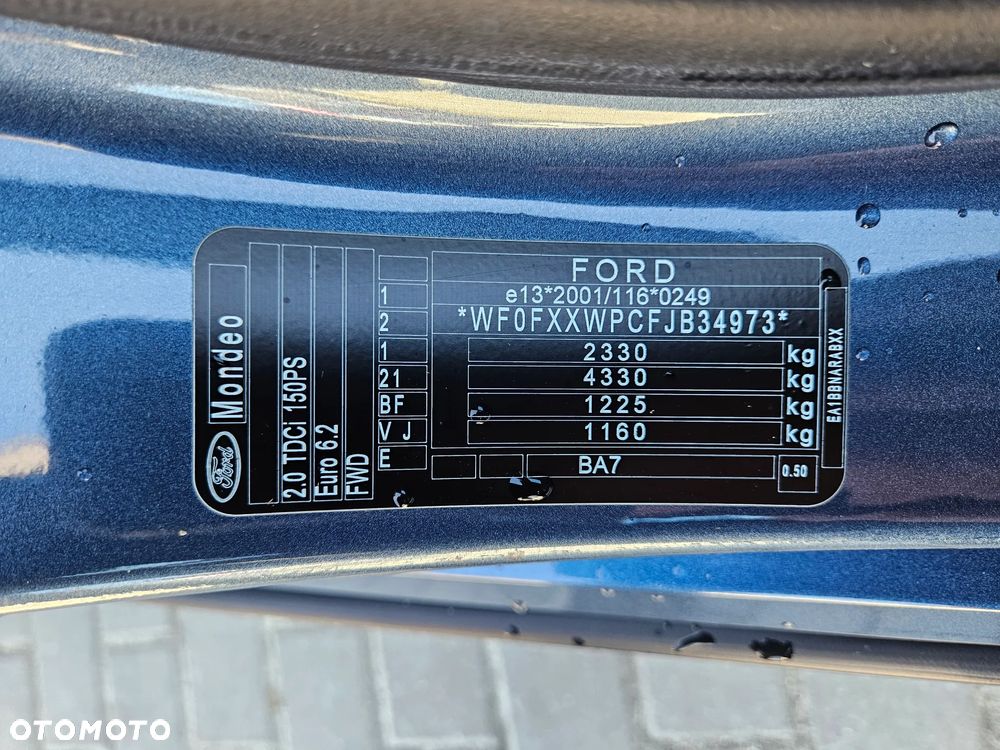 FORD
e13*2001/116*0249
*WF0FXXWPCFJB34973*
2330 kg
4330 kg
1225 kg
1160 kg
BA7
0.50
1
2
1
21
BF
V J
E
EA1BBNARABXX
Mondeo
Ford
2.0 TDCi 150PS
Euro 6.2
FWD
OTOMOTO